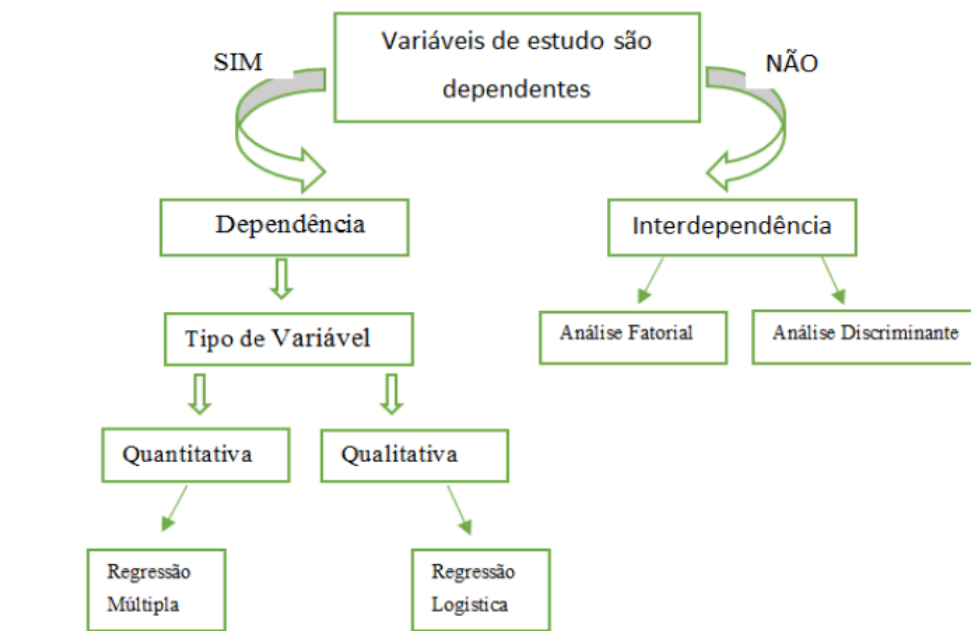 Variáveis de estudo são
dependentes
SIM
NÃO
Dependência
Interdependência
Tipo de Variável
Análise Fatorial
Análise Discriminante
Quantitativa
Qualitativa
Regressão
Múltipla
Regressão
Logistica